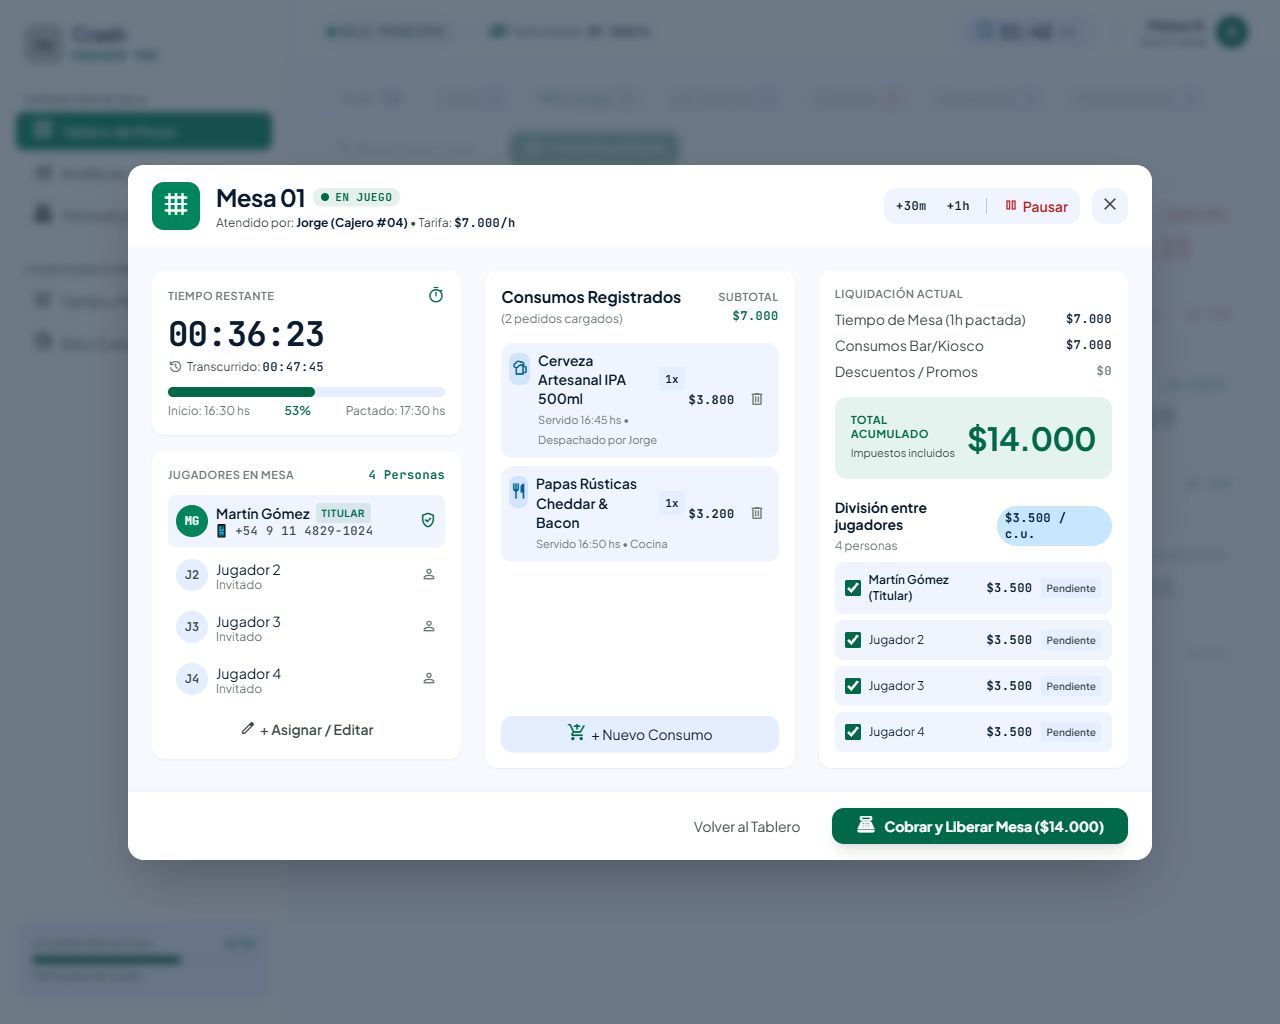 Crash
Tablero de Mesas
Mesa 01
EN JUEGO
Atendido por: Jorge (Cajero #04) • Tarifa: $7.000/h
+30m
+1h
Pausar
TIEMPO RESTANTE
00:36:23
Transcurrido: 00:47:45
Inicio: 16:30 hs
53%
Pactado: 17:30 hs
JUGADORES EN MESA
4 Personas
MG
Martín Gómez
TITULAR
+54 9 11 4829-1024
J2
Jugador 2
Invitado
J3
Jugador 3
Invitado
J4
Jugador 4
Invitado
+ Asignar / Editar
Consumos Registrados
(2 pedidos cargados)
SUBTOTAL
$7.000
Cerveza
Artesanal IPA
500ml
1x
$3.800
Servido 16:45 hs •
Despachado por Jorge
Papas Rústicas
Cheddar &
Bacon
1x
$3.200
Servido 16:50 hs • Cocina
+ Nuevo Consumo
LIQUIDACIÓN ACTUAL
Tiempo de Mesa (1h pactada)
$7.000
Consumos Bar/Kiosco
$7.000
Descuentos / Promos
$0
TOTAL
ACUMULADO
Impuestos incluidos
$14.000
División entre
jugadores
4 personas
$3.500 /
c.u.
Martín Gómez
(Titular)
$3.500
Pendiente
Jugador 2
$3.500
Pendiente
Jugador 3
$3.500
Pendiente
Jugador 4
$3.500
Pendiente
Volver al Tablero
Cobrar y Liberar Mesa ($14.000)